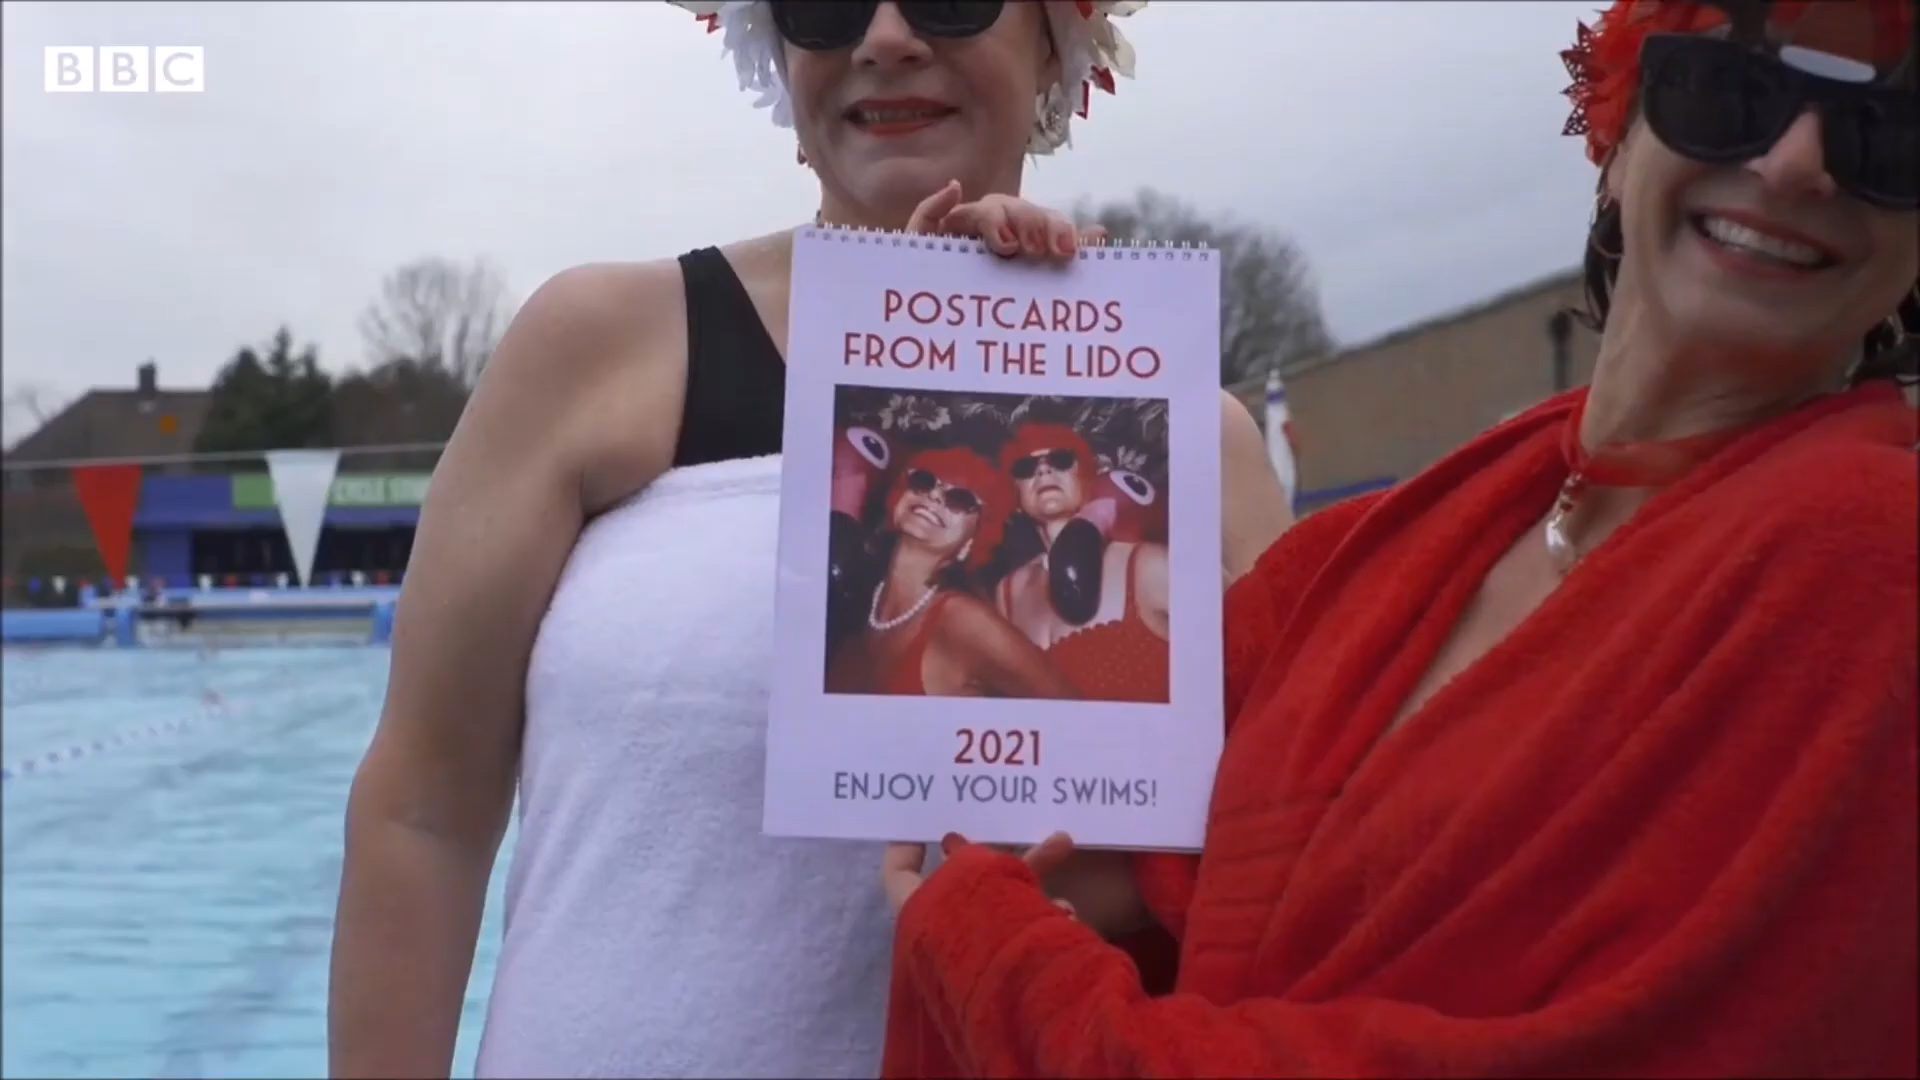 BBC
POSTCARDS
FROM THE LIDO
2021
ENJOY YOUR SWIMS!